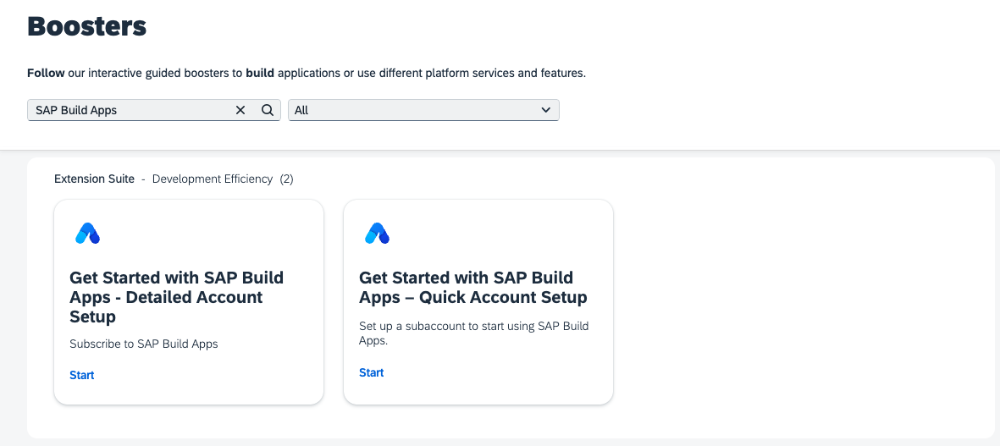 Boosters
Follow our interactive guided boosters to build applications or use different platform services and features.
SAP Build Apps
All
Extension Suite - Development Efficiency (2)
Get Started with SAP Build
Apps - Detailed Account
Setup
Subscribe to SAP Build Apps
Start
Get Started with SAP Build
Apps – Quick Account Setup
Set up a subaccount to start using SAP Build
Apps.
Start